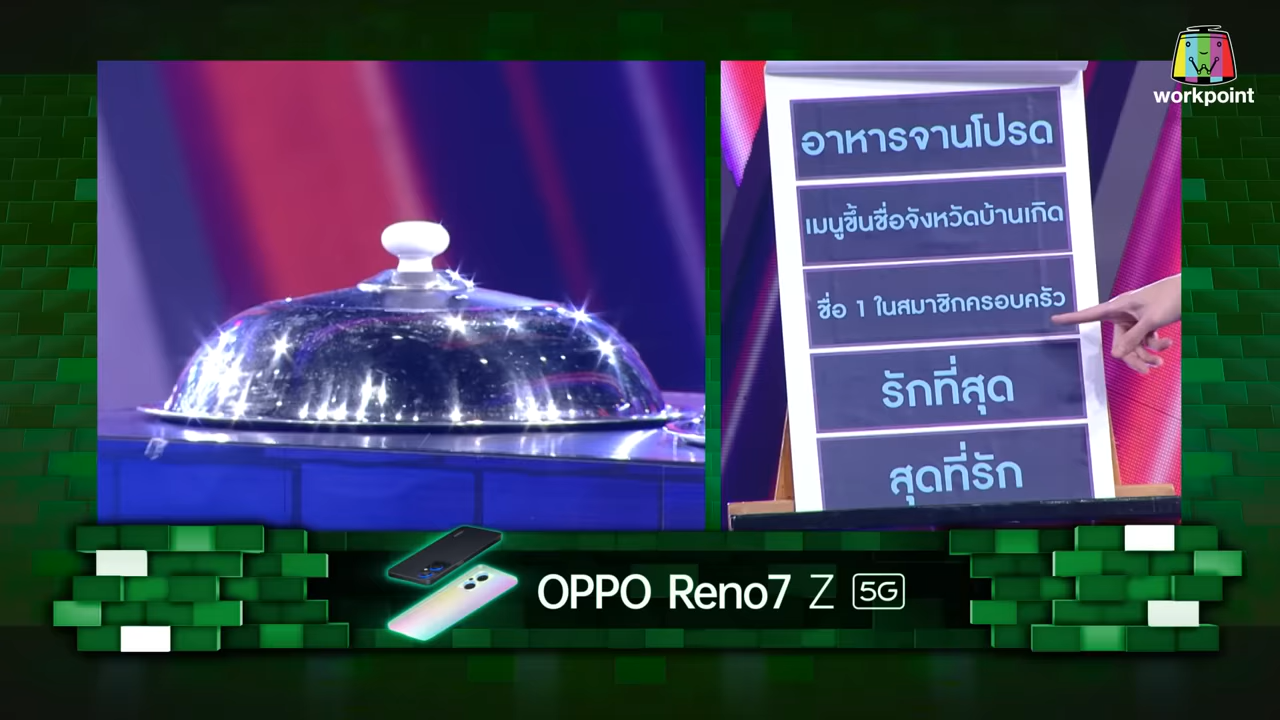 workpoint
อาหารจานโปรด
เมนูขึ้นชื่อจังหวัดบ้านเกิด
ชื่อ 1 ในสมาชิกครอบครัว
รักที่สุด
สุดที่รัก
OPPO Reno7 Z 5G